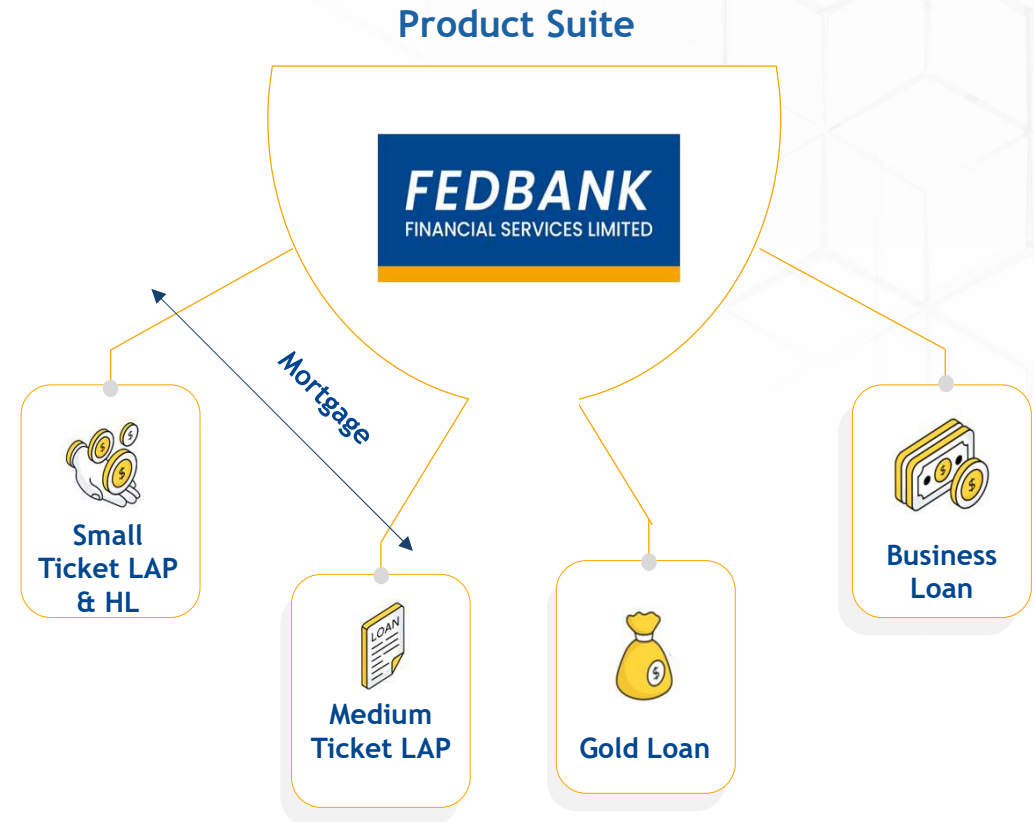 Product Suite
FEDBANK
FINANCIAL SERVICES LIMITED
Mortgage
Small
Ticket LAP
& HL
LOAN
Medium
Ticket LAP
Gold Loan
Business
Loan